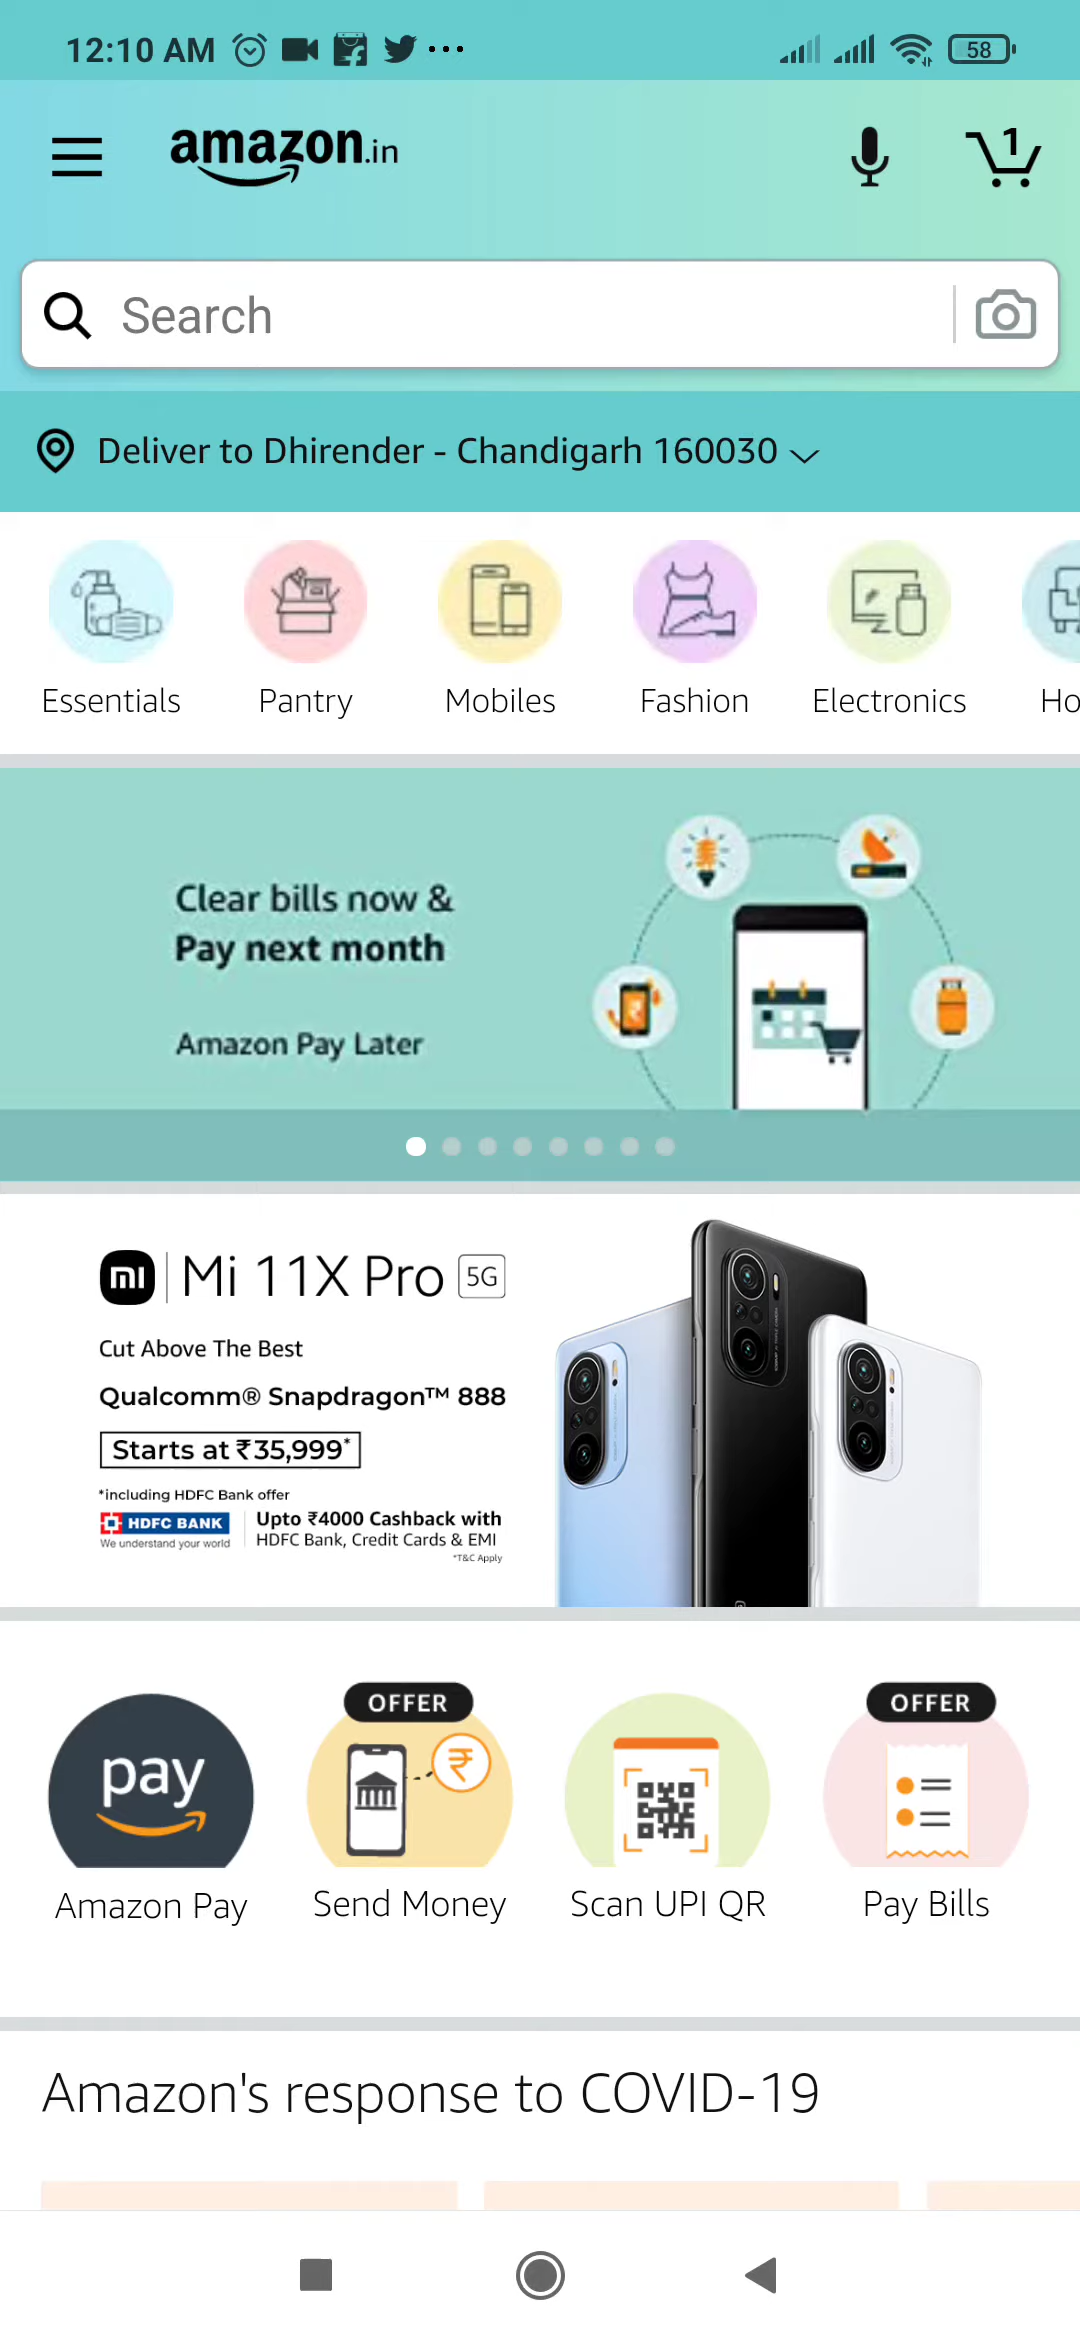 12:10 AM
58
amazon.in
1
Search
Deliver to Dhirender - Chandigarh 160030
Essentials
Pantry
Mobiles
Fashion
Electronics
Ho
Clear bills now &
Pay next month
Amazon Pay Later
mi Mi 11X Pro 5G
Cut Above The Best
Qualcomm® Snapdragon™ 888
Starts at ₹35,999*
*including HDFC Bank offer
HDFC BANK
We understand your world
Upto ₹4000 Cashback with
HDFC Bank, Credit Cards & EMI
*T&C Apply
pay
Amazon Pay
OFFER
Send Money
Scan UPI QR
OFFER
Pay Bills
Amazon's response to COVID-19